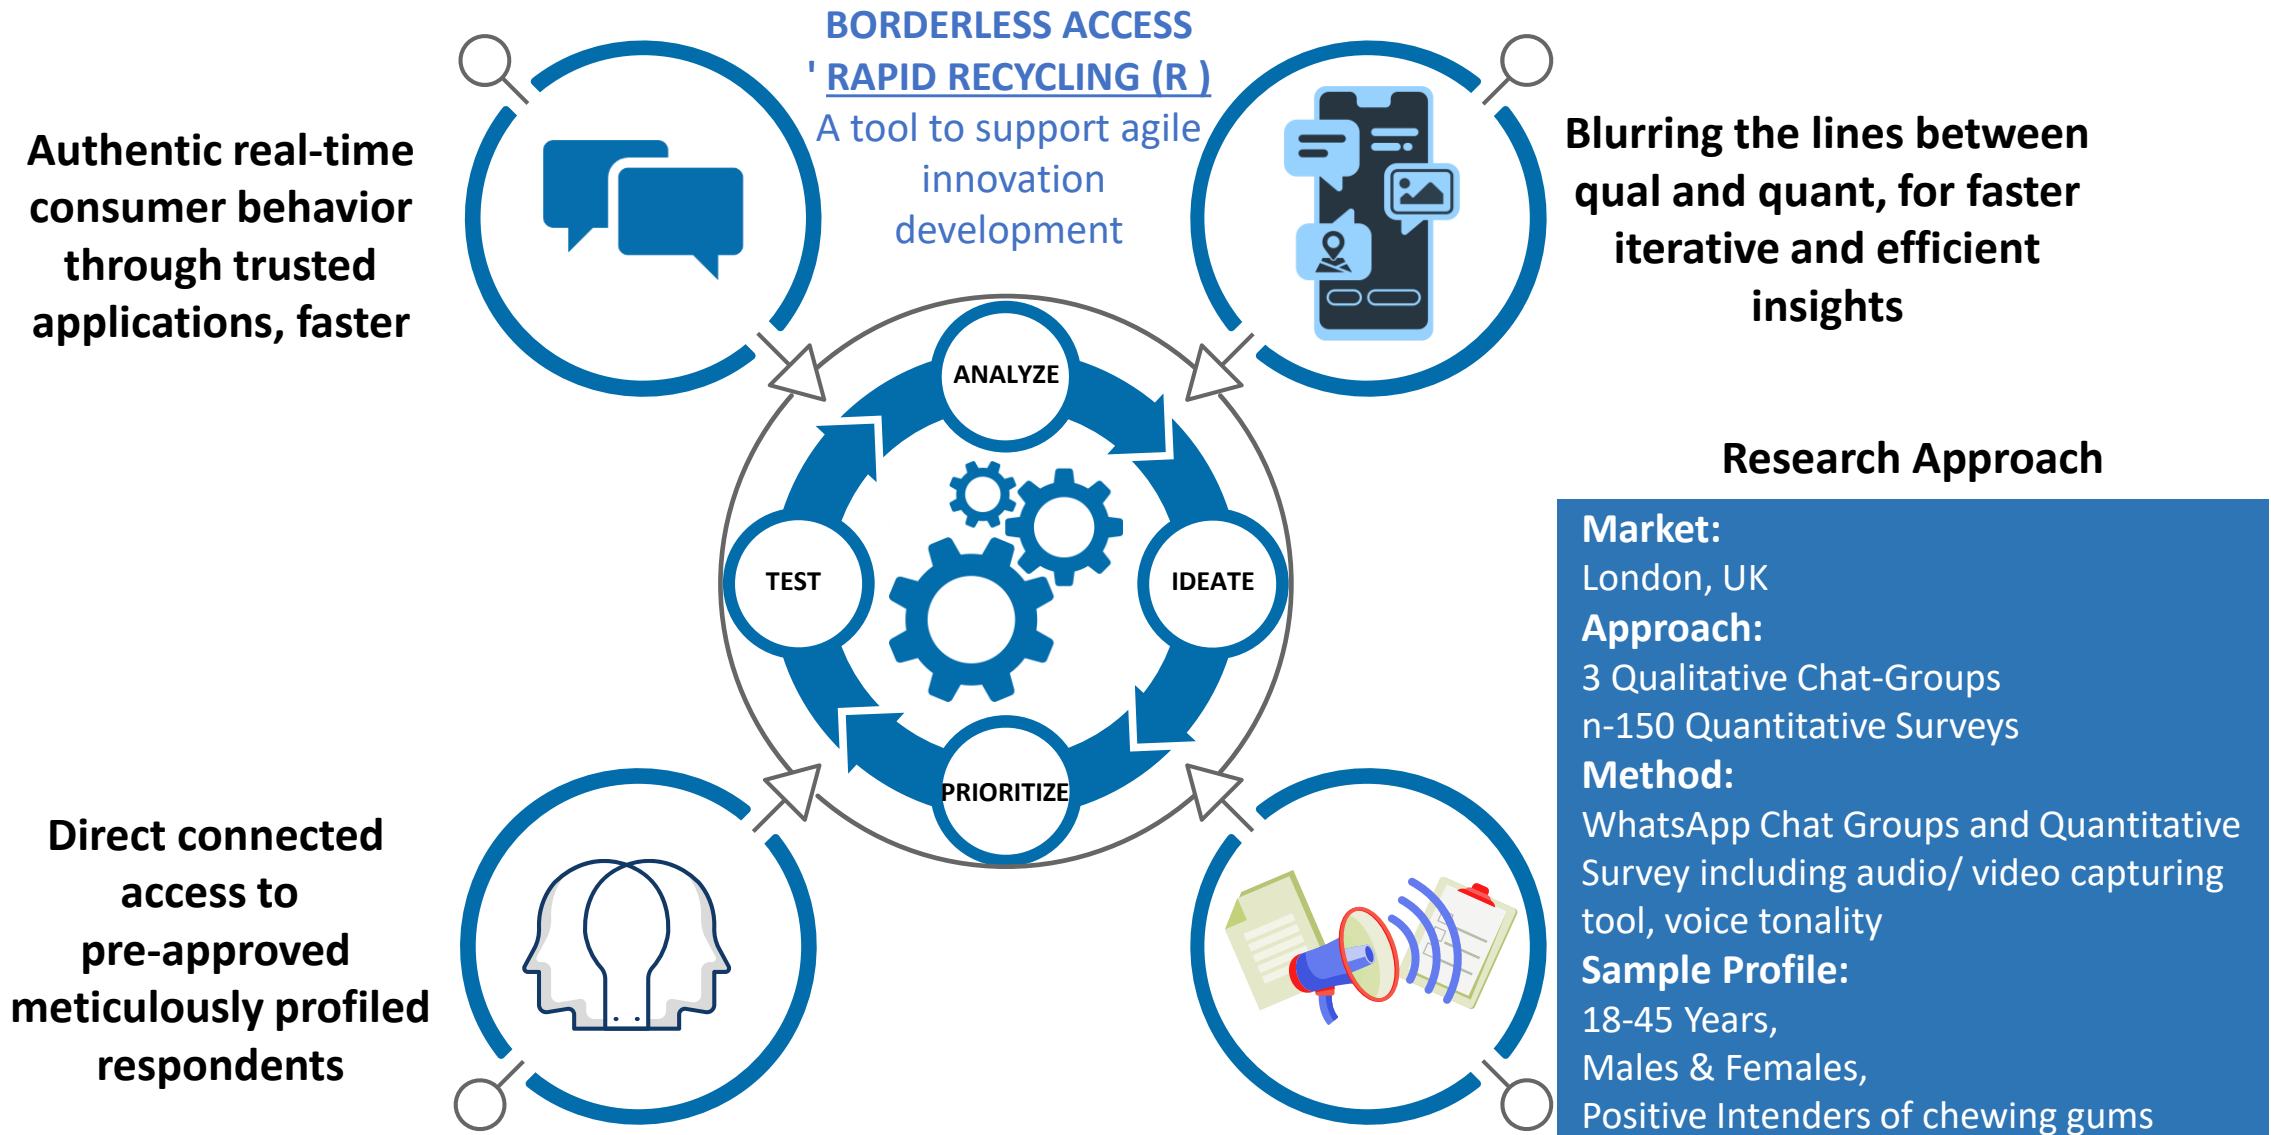 BORDERLESS ACCESS
' RAPID RECYCLING (R )
A tool to support agile
innovation
development
Authentic real-time
consumer behavior
through trusted
applications, faster
Blurring the lines between
qual and quant, for faster
iterative and efficient
insights
ANALYZE
TEST
IDEATE
PRIORITIZE
Direct connected
access to
pre-approved
meticulously profiled
respondents
Research Approach
Market:
London, UK
Approach:
3 Qualitative Chat-Groups
n-150 Quantitative Surveys
Method:
WhatsApp Chat Groups and Quantitative
Survey including audio/ video capturing
tool, voice tonality
Sample Profile:
18-45 Years,
Males & Females,
Positive Intenders of chewing gums